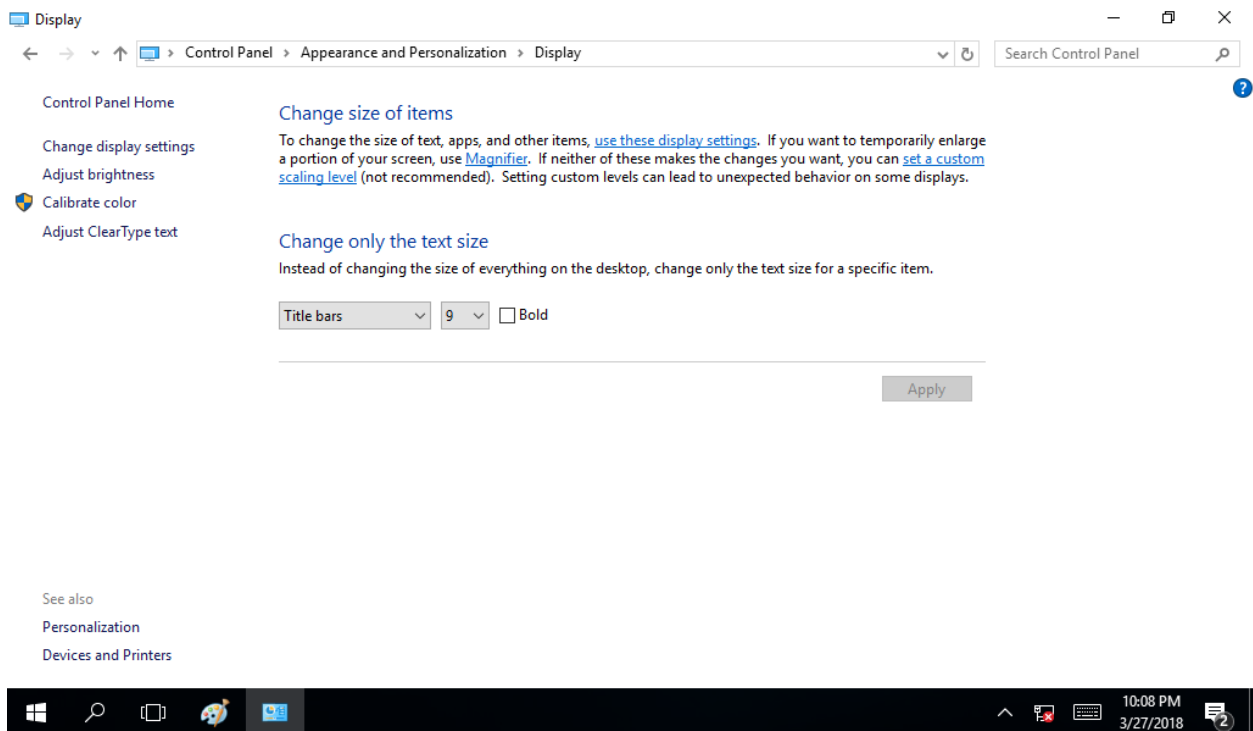 Display
Control Panel > Appearance and Personalization > Display
Search Control Panel
Control Panel Home
Change display settings
Adjust brightness
Calibrate color
Adjust ClearType text
Change size of items
To change the size of text, apps, and other items, use these display settings. If you want to temporarily enlarge
a portion of your screen, use Magnifier. If neither of these makes the changes you want, you can set a custom
scaling level (not recommended). Setting custom levels can lead to unexpected behavior on some displays.
Change only the text size
Instead of changing the size of everything on the desktop, change only the text size for a specific item.
Title bars 9 Bold
Apply
See also
Personalization
Devices and Printers
10:08 PM
3/27/2018
2